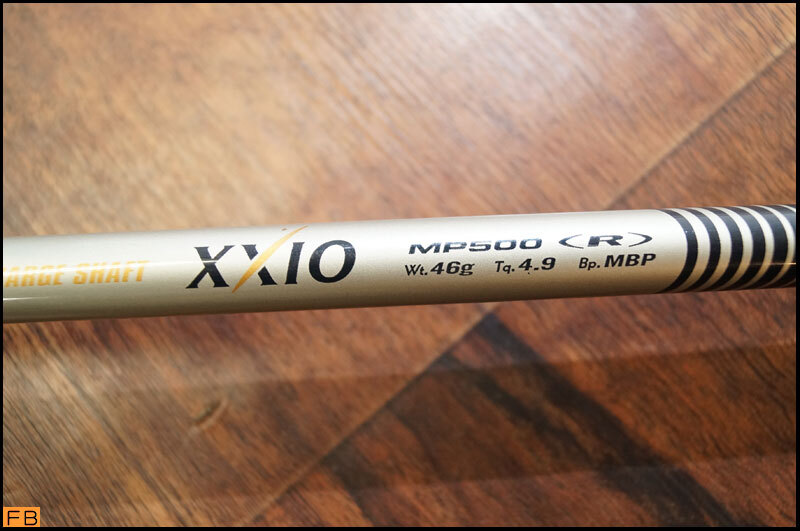 ARGE SHAFT
XXIO
MP500 <R>
Wt.46g Tq.4.9 Bp.MBP
FB